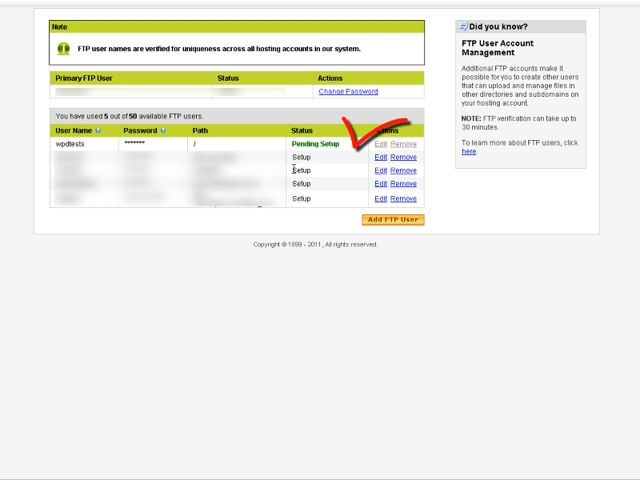 Note
FTP user names are verified for uniqueness across all hosting accounts in our system.
Primary FTP User Status Actions
Change Password
You have used 5 out of 50 available FTP users.
User Name Password Path Status
wpdtests ******* / Pending Setup Edit Remove
Setup Edit Remove
Setup Edit Remove
Setup Edit Remove
Setup Edit Remove
Add FTP User
Copyright © 1999 - 2011, All rights reserved.
Did you know?
FTP User Account
Management
Additional FTP accounts make it
possible for you to create other users
that can upload and manage files in
other directories and subdomains on
your hosting account.
NOTE: FTP verification can take up to
30 minutes.
To learn more about FTP users, click
here.